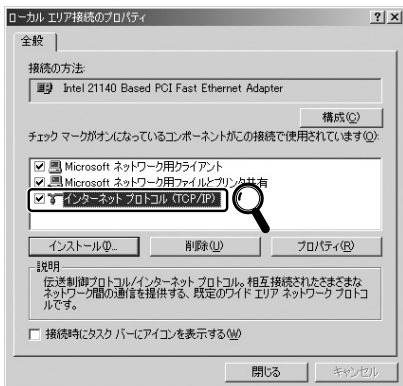 ローカル エリア接続のプロパティ
全般
接続の方法:
Intel 21140 Based PCI Fast Ethernet Adapter
構成(C)
チェック マークがオンになっているコンポーネントがこの接続で使用されています(O):
Microsoft ネットワーク用クライアント
Microsoft ネットワーク用ファイルとプリンタ共有
インターネット プロトコル (TCP/IP)
インストール(I)...
削除(U)
プロパティ(R)
説明
伝送制御プロトコル/インターネット プロトコル。相互接続されたさまざまな
ネットワーク間の通信を提供する、既定のワイド エリア ネットワーク プロトコ
ルです。
接続時にタスク バーにアイコンを表示する(W)
閉じる
キャンセル